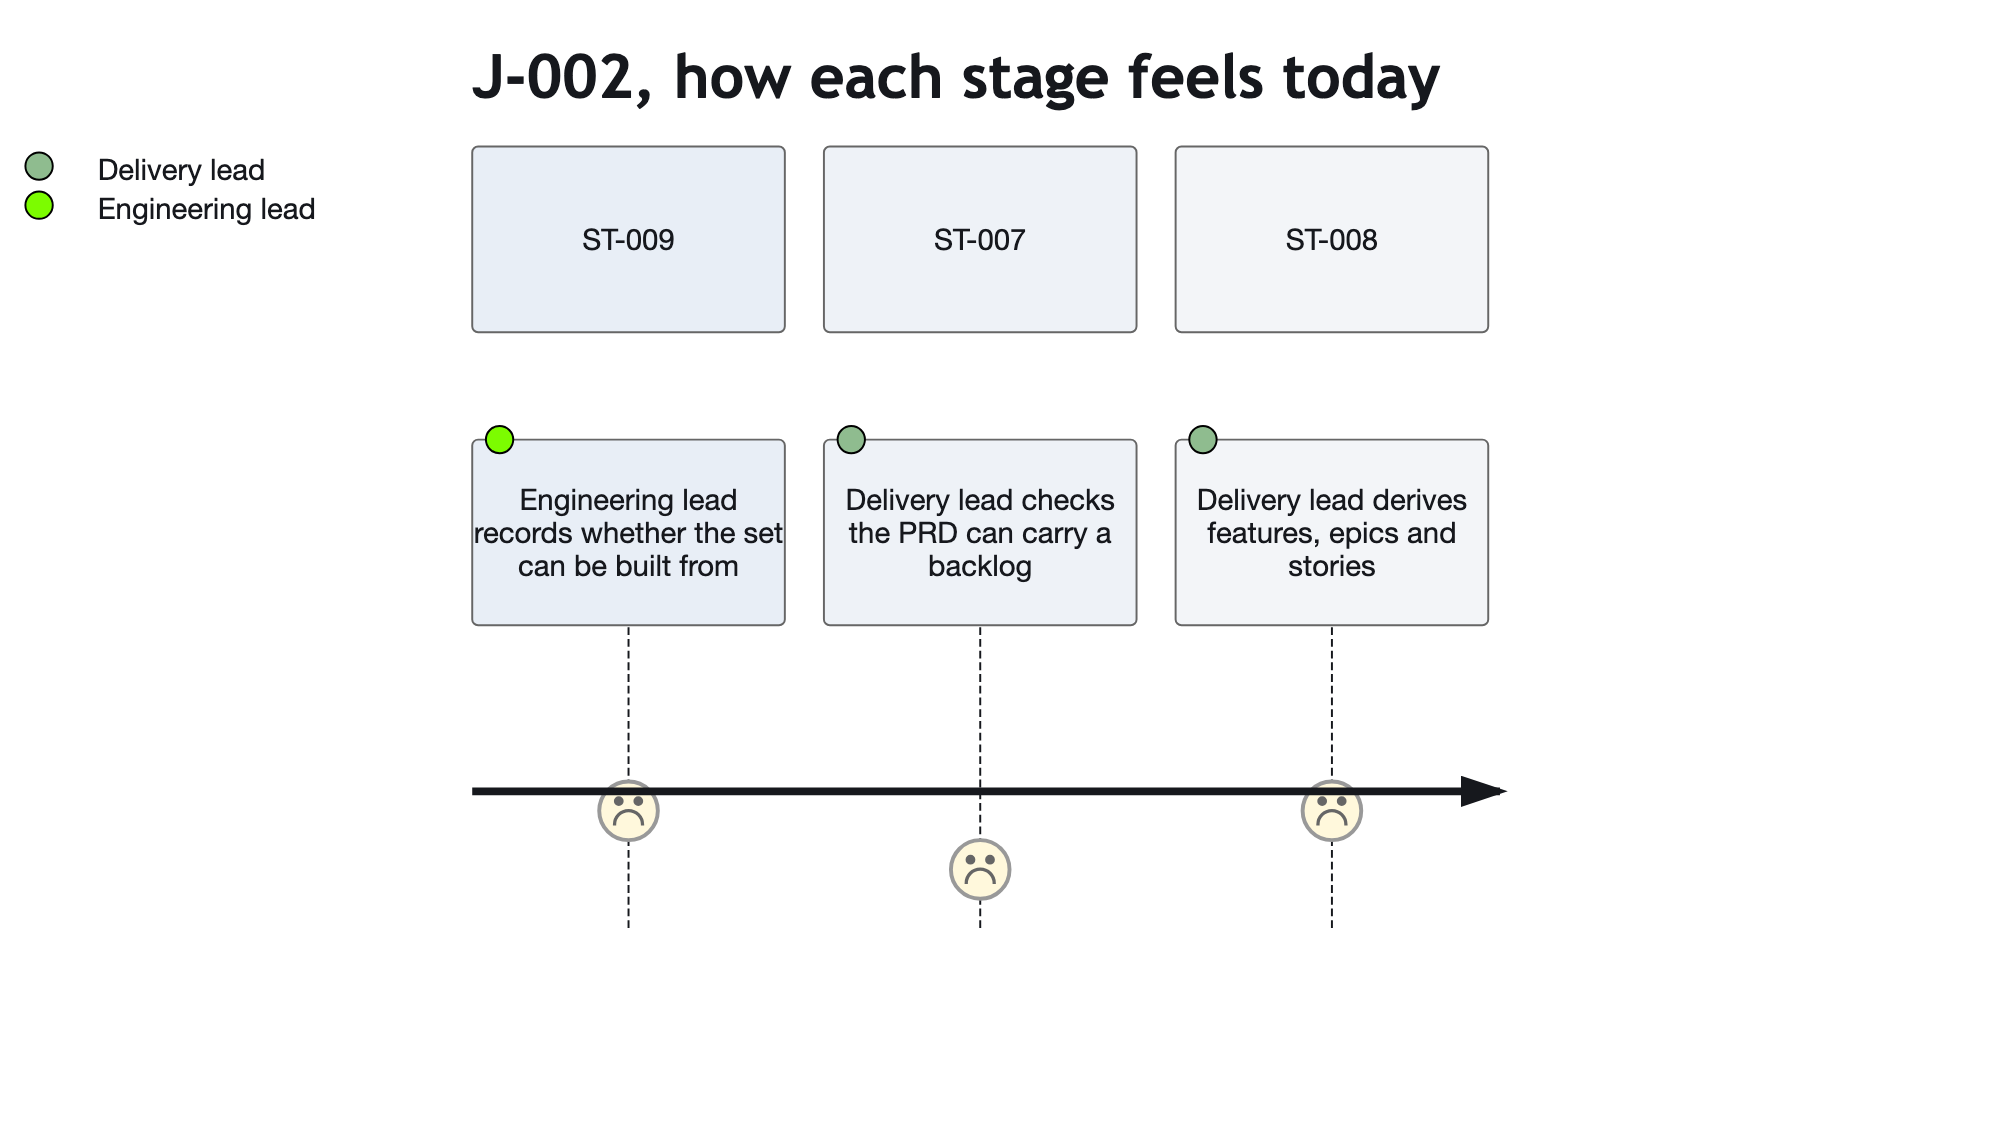 J-002, how each stage feels today
Delivery lead
Engineering lead
ST-009
ST-007
ST-008
Engineering lead
records whether the set
can be built from
Delivery lead checks
the PRD can carry a
backlog
Delivery lead derives
features, epics and
stories